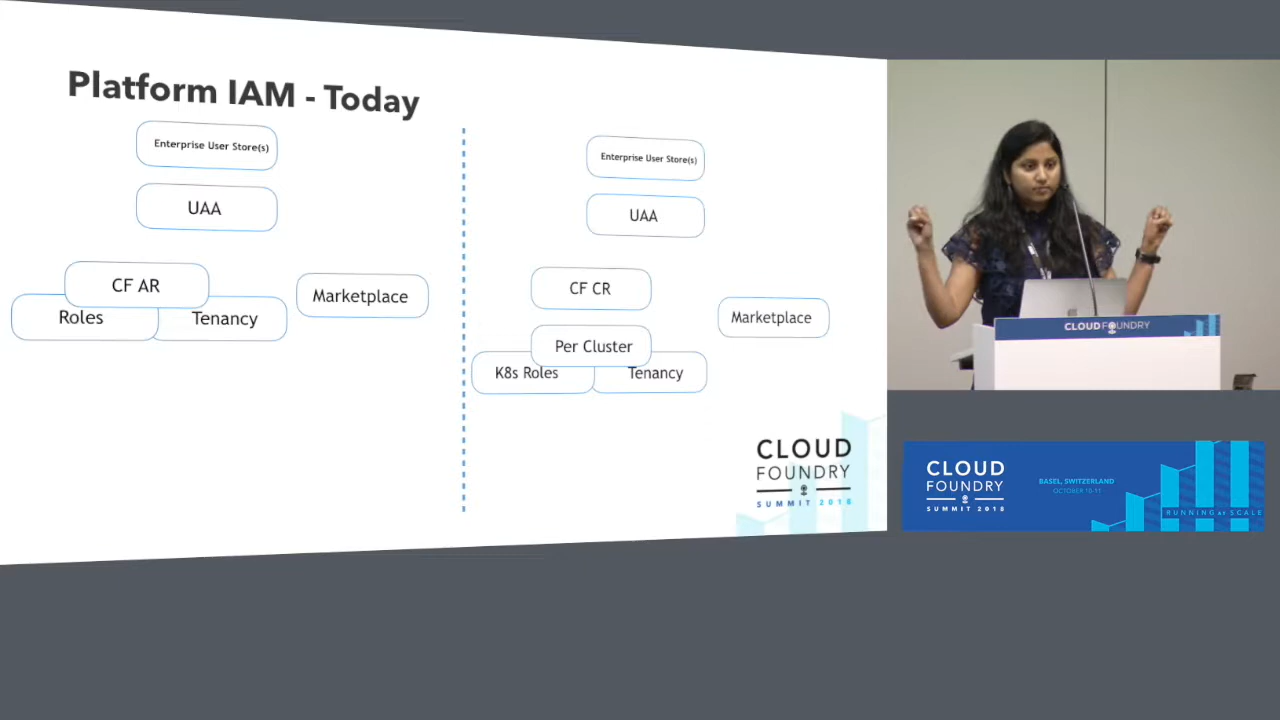 Platform IAM - Today
Enterprise User Store(s)
UAA
CF AR
Roles
Tenancy
Marketplace
Enterprise User Store(s)
UAA
CF CR
Per Cluster
K8s Roles
Tenancy
Marketplace
CLOUD
FOUNDRY
SUMMIT 2018
CLOUD FOUNDRY
CLOUD
FOUNDRY
SUMMIT 2018
BASEL, SWITZERLAND
OCTOBER 10-11
RUNNING AT SCALE